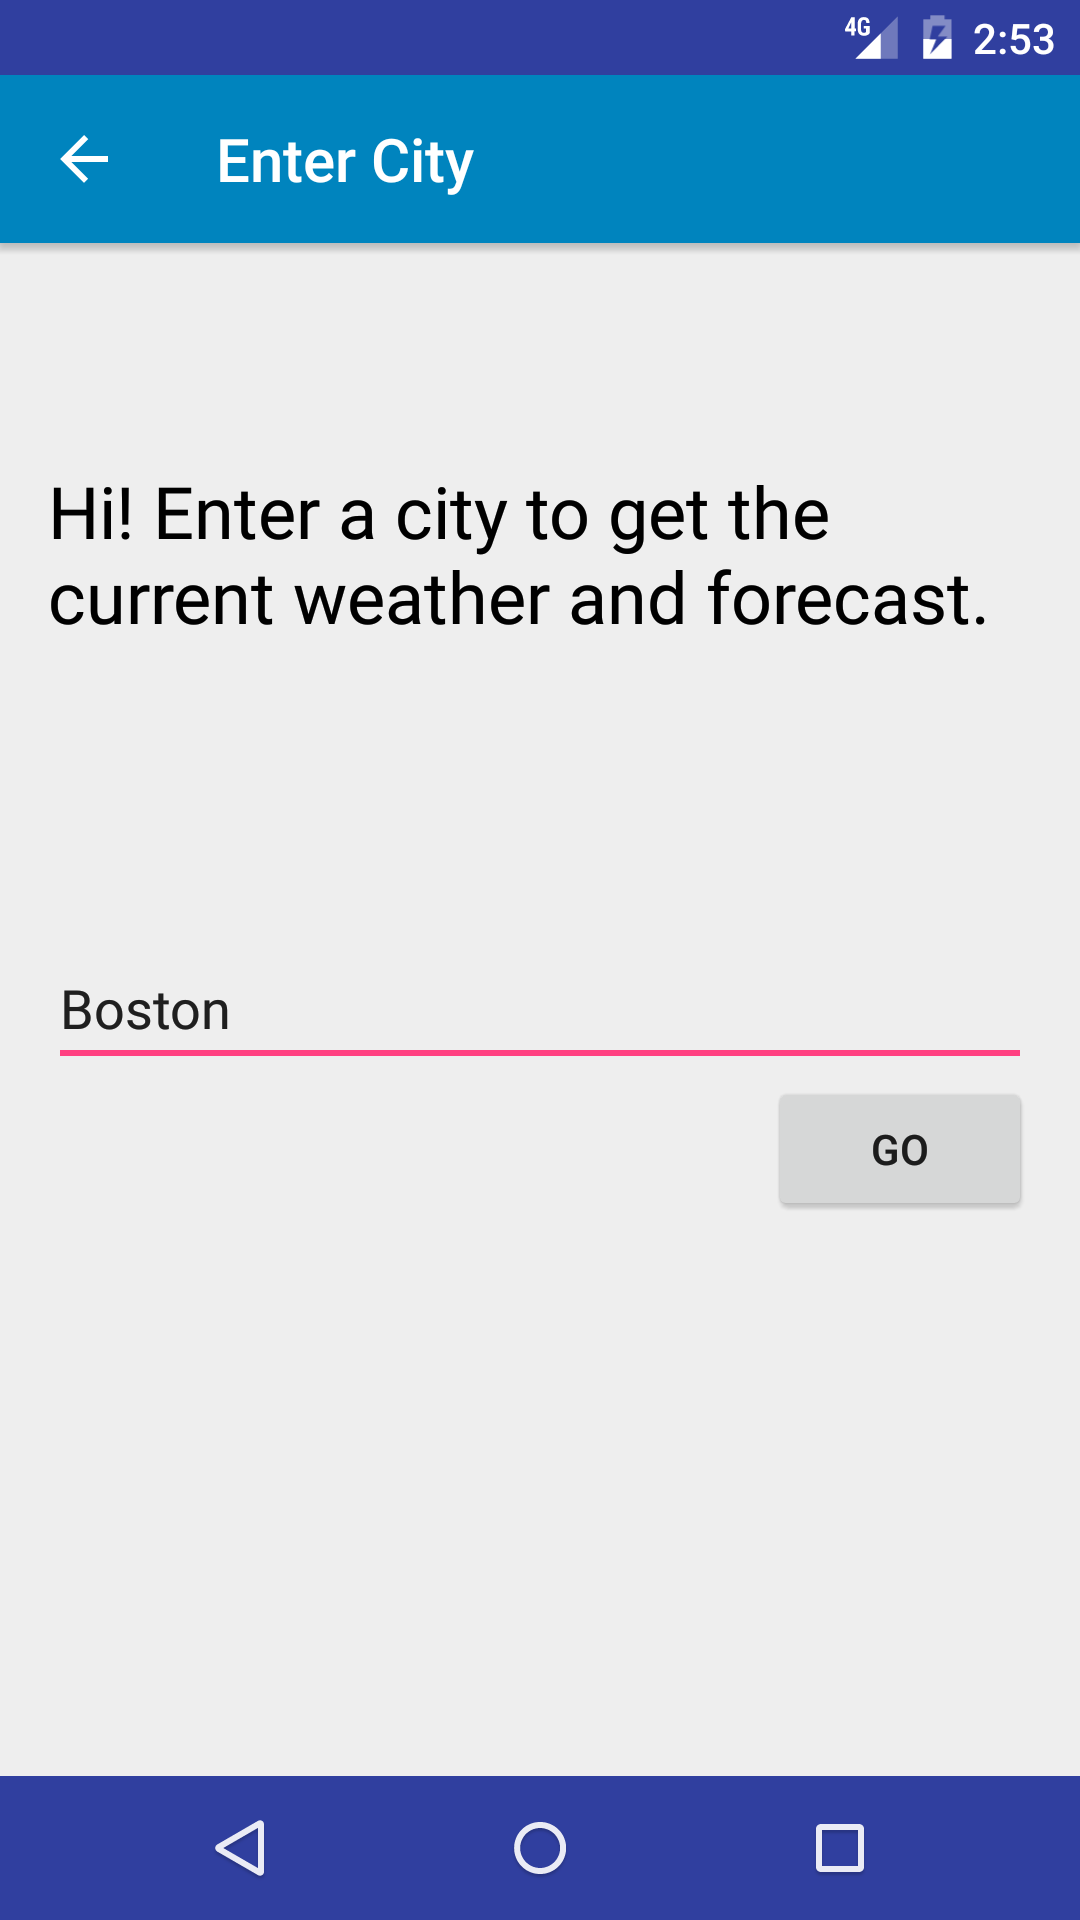 4G 2:53
Enter City
Hi! Enter a city to get the
current weather and forecast.
Boston
GO